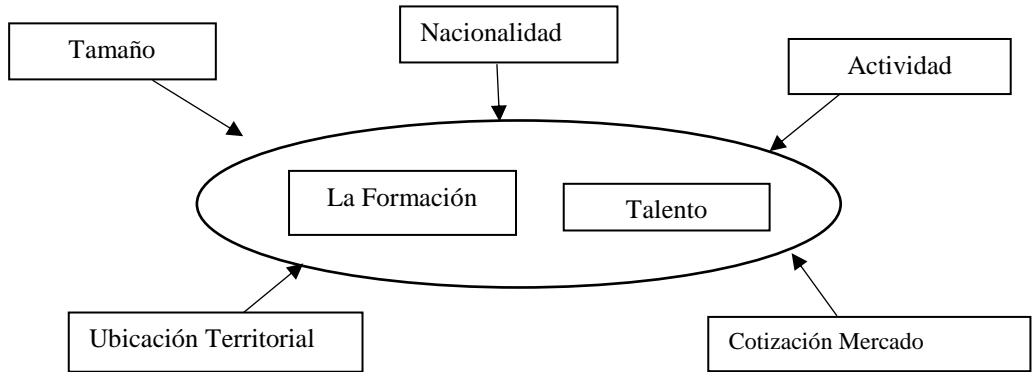 Nacionalidad
Tamaño
Actividad
La Formación
Talento
Ubicación Territorial
Cotización Mercado